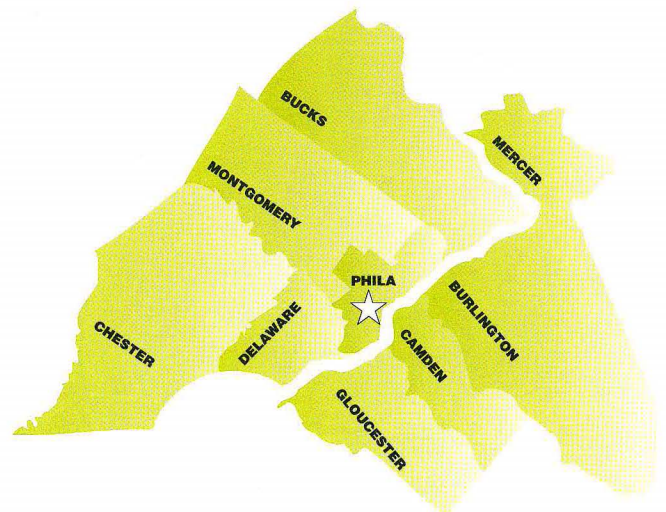 BUCKS
MERCER
MONTGOMERY
PHILA
BURLINGTON
CHESTER
DELAWARE
CAMDEN
GLOUCESTER